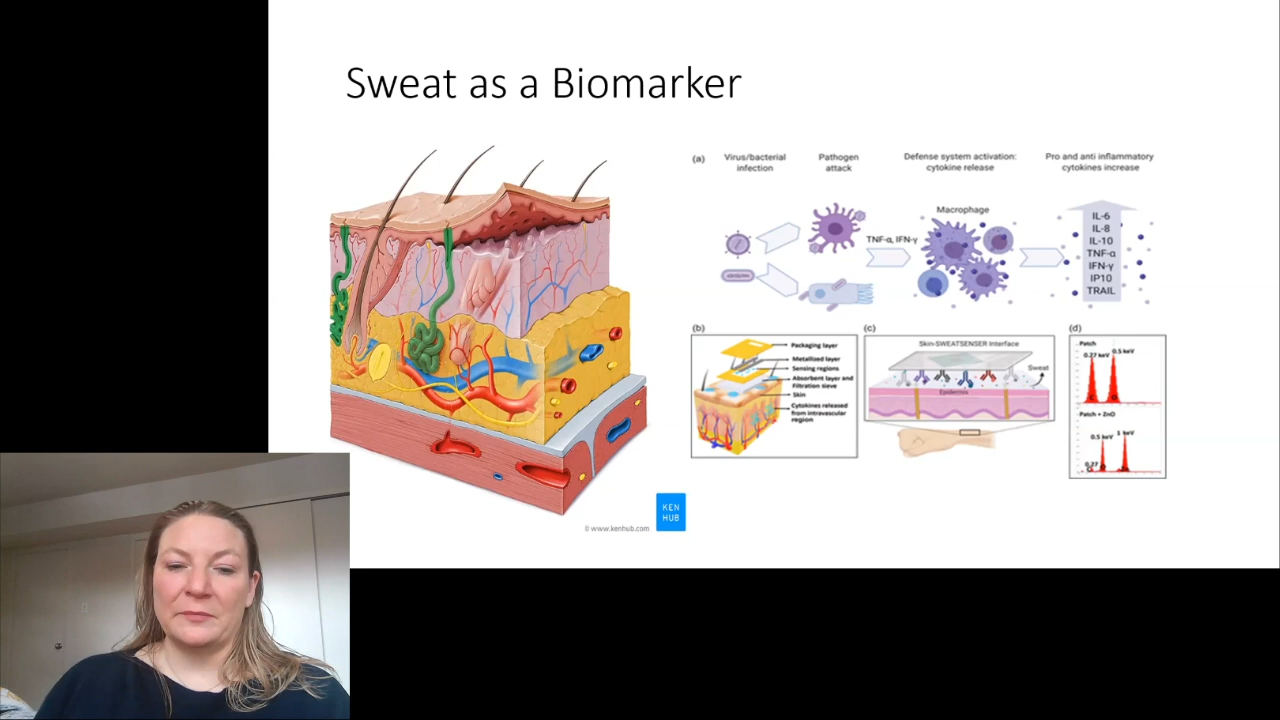 Sweat as a Biomarker
(a)
Virus/bacterial
infection
Pathogen
attack
Defense system activation:
cytokine release
Pro and anti inflammatory
cytokines increase
Macrophage
TNF-α, IFN-γ
IL-6
IL-8
IL-10
TNF-α
IFN-γ
IP10
TRAIL
(b)
Packaging layer
Metallised layer
Sensing regions
Absorbent layer and
Filtration sieve
Skin
Cytokines released
from intravascular
region
(c)
Skin-SWEATSENSER Interface
Sweat
Epidermis
(d)
Patch
0.27 keV
0.5 keV
Patch + ZnO
0.5 keV
1 keV
0.27
KEN
HUB
© www.kenhub.com